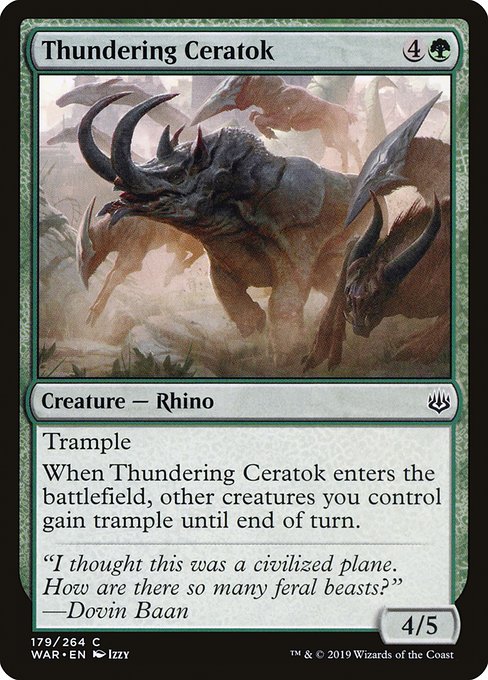 Thundering Ceratok 4
Creature — Rhino
Trample
When Thundering Ceratok enters the
battlefield, other creatures you control
gain trample until end of turn.
“I thought this was a civilized plane.
How are there so many feral beasts?”
—Dovin Baan
4/5
179/264 C
WAR • EN Izzy
™ & © 2019 Wizards of the Coast